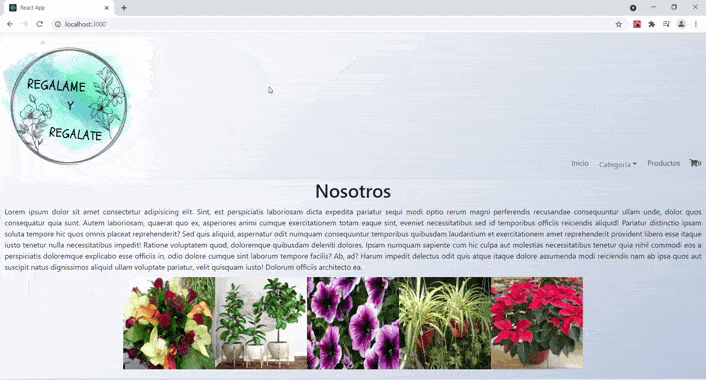 React App
localhost:3000
REGALAME
Y
REGALATE
Inicio Categoria Productos 0
Nosotros
Lorem ipsum dolor sit amet consectetur adipisicing elit. Sint, est perspiciatis laboriosam dicta expedita pariatur sequi modi optio rerum magni perferendis recusandae consequuntur ullam unde, dolor quos
consequatur quia sunt. Autem laboriosam, quaerat quo ex, asperiores animi cumque exercitationem totam eaque sint, eveniet necessitatibus sed id temporibus officiis reiciendis aliquid! Pariatur distinctio ipsam
soluta tempore hic quos omnis placeat reprehenderit? Sed quis aliquid, aspernatur odit numquam consequuntur temporibus quibusdam laudantium et exercitationem amet reprehenderit provident libero esse itaque
iusto tenetur nulla necessitatibus impedit! Ratione voluptatem quod, doloremque quibusdam deleniti dolores. Ipsam numquam sapiente cum hic culpa aut molestias necessitatibus tenetur quia nihil commodi eos a
perspiciatis doloremque explicabo esse officiis in, odio dolore cumque sint laborum tempore facilis? Ab, ad? Harum impedit delectus odit quis atque itaque dolore assumenda modi reiciendis nam ab ipsa quos aut
suscipit natus dignissimos aliquid ullam voluptate pariatur, velit quisquam iusto! Dolorum officiis architecto ea.